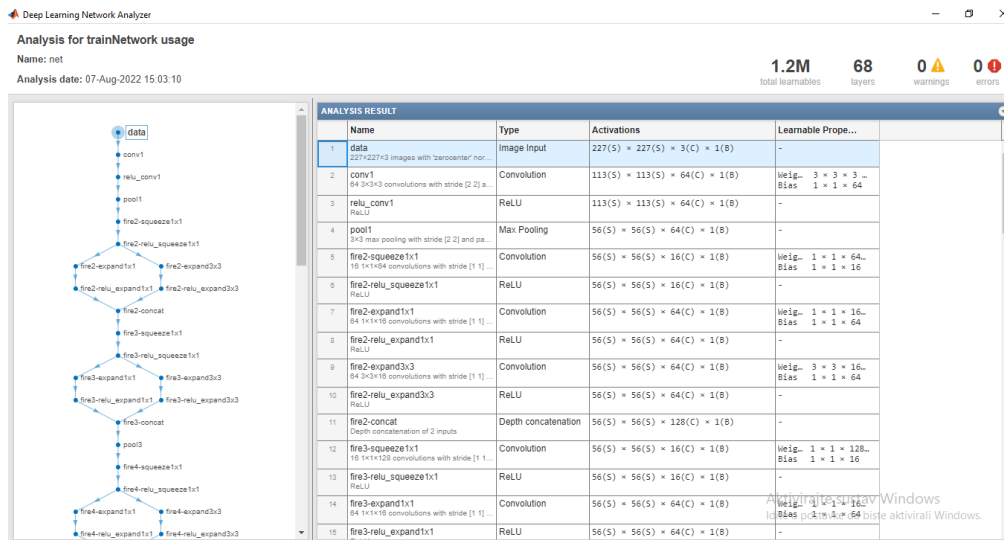 Deep Learning Network Analyzer
Analysis for trainNetwork usage
Name: net
Analysis date: 07-Aug-2022 15:03:10
1.2M
total learnables
68
layers
0
warnings
0
errors
data
conv1
relu_conv1
pool1
fire2-squeeze1x1
fire2-relu_squeeze1x1
fire2-expand1x1 fire2-expand3x3
fire2-relu_expand1x1 fire2-relu_expand3x3
fire2-concat
fire3-squeeze1x1
fire3-relu_squeeze1x1
fire3-expand1x1 fire3-expand3x3
fire3-relu_expand1x1 fire3-relu_expand3x3
fire3-concat
pool3
fire4-squeeze1x1
fire4-relu_squeeze1x1
fire4-expand1x1 fire4-expand3x3
fire4-relu_expand1x1 fire4-relu_expand3x3
ANALYSIS RESULT
Name Type Activations Learnable Prope...
1 data Image Input 227(S) × 227(S) × 3(C) × 1(B) -
227×227×3 images with 'zerocenter' nor...
2 conv1 Convolution 113(S) × 113(S) × 64(C) × 1(B) Weig… 3 × 3 × 3 …
64 3×3×3 convolutions with stride [2 2] a... Bias 1 × 1 × 64
3 relu_conv1 ReLU 113(S) × 113(S) × 64(C) × 1(B) -
ReLU
4 pool1 Max Pooling 56(S) × 56(S) × 64(C) × 1(B) -
3×3 max pooling with stride [2 2] and pa...
5 fire2-squeeze1x1 Convolution 56(S) × 56(S) × 16(C) × 1(B) Weig… 1 × 1 × 64…
16 1×1×64 convolutions with stride [1 1] ... Bias 1 × 1 × 16
6 fire2-relu_squeeze1x1 ReLU 56(S) × 56(S) × 16(C) × 1(B) -
ReLU
7 fire2-expand1x1 Convolution 56(S) × 56(S) × 64(C) × 1(B) Weig… 1 × 1 × 16…
64 1×1×16 convolutions with stride [1 1] ... Bias 1 × 1 × 64
8 fire2-relu_expand1x1 ReLU 56(S) × 56(S) × 64(C) × 1(B) -
ReLU
9 fire2-expand3x3 Convolution 56(S) × 56(S) × 64(C) × 1(B) Weig… 3 × 3 × 16…
64 3×3×16 convolutions with stride [1 1] ... Bias 1 × 1 × 64
10 fire2-relu_expand3x3 ReLU 56(S) × 56(S) × 64(C) × 1(B) -
ReLU
11 fire2-concat Depth concatenation 56(S) × 56(S) × 128(C) × 1(B) -
Depth concatenation of 2 inputs
12 fire3-squeeze1x1 Convolution 56(S) × 56(S) × 16(C) × 1(B) Weig… 1 × 1 × 128…
16 1×1×128 convolutions with stride [1 1... Bias 1 × 1 × 16
13 fire3-relu_squeeze1x1 ReLU 56(S) × 56(S) × 16(C) × 1(B) -
ReLU
14 fire3-expand1x1 Convolution 56(S) × 56(S) × 64(C) × 1(B) Weig… 1 × 1 × 16…
64 1×1×16 convolutions with stride [1 1] ... Bias 1 × 1 × 64
15 fire3-relu_expand1x1 ReLU 56(S) × 56(S) × 64(C) × 1(B) -
Aktivirajte sustav Windows
postavke da biste aktivirali Windows.